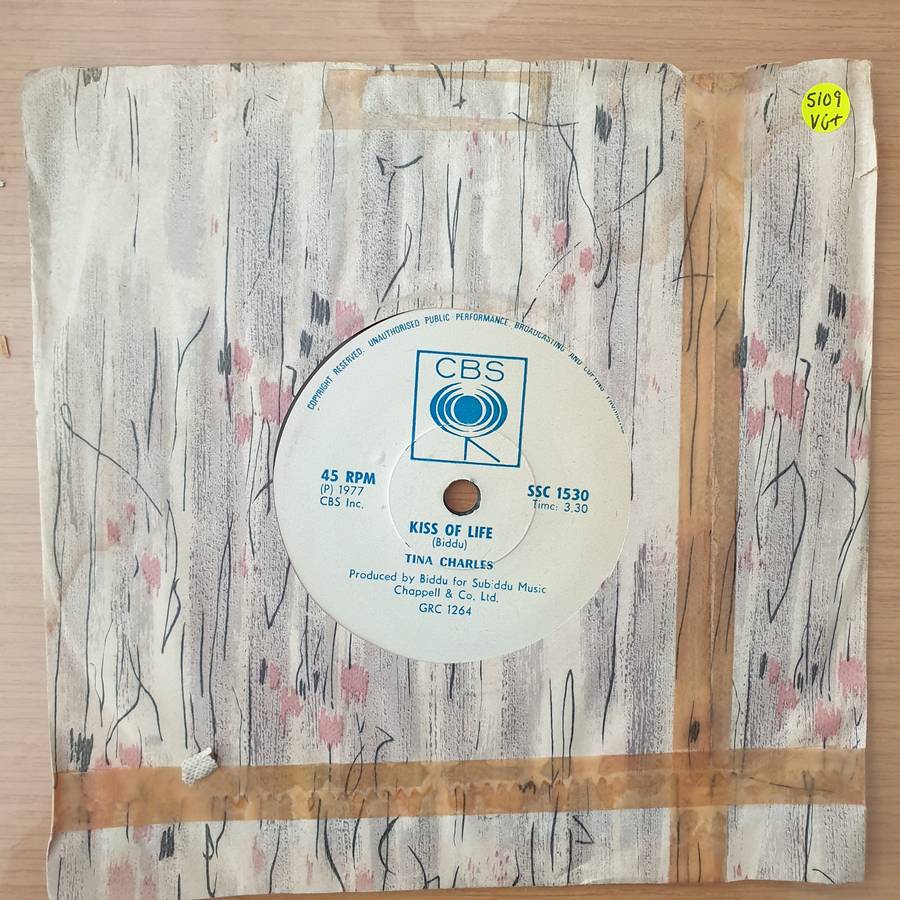 5109
VG+
COPYRIGHT RESERVED. UNAUTHORISED PUBLIC PERFORMANCE, BROADCASTING AND COPYING
CBS
45 RPM
(P) 1977
CBS Inc.
SSC 1530
Time: 3.30
KISS OF LIFE
(Biddu)
TINA CHARLES
Produced by Biddu for Subiddu Music
Chappell & Co. Ltd.
GRC 1264